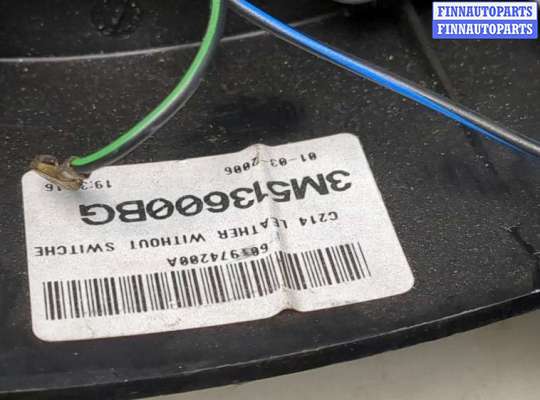 FINNAUTOPARTS
FINNAUTOPARTS
01-03-2006
3M513600BG
C214 LEATHER WITHOUT SWITCHE